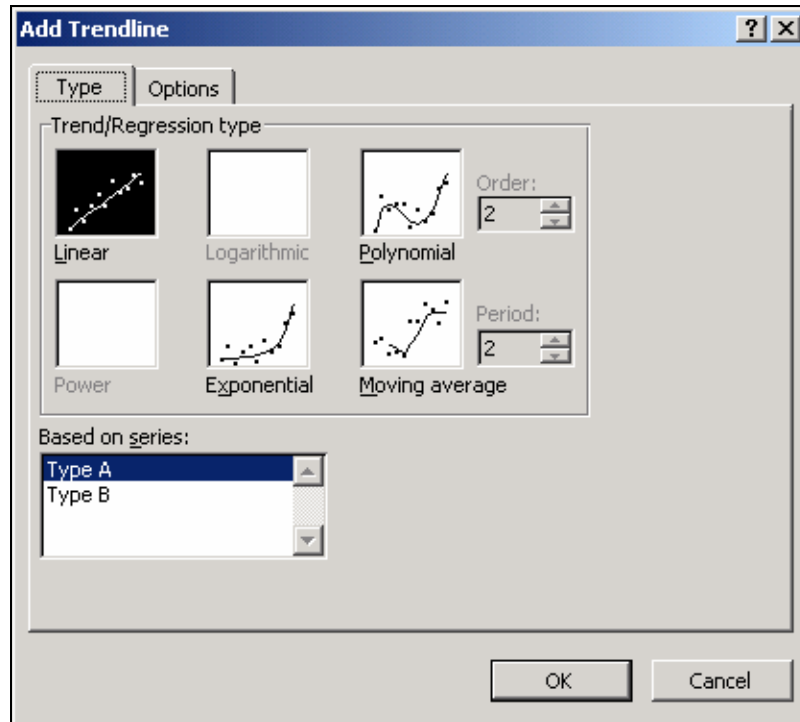 Add Trendline
Type Options
Trend/Regression type
Linear Logarithmic Polynomial
Order:
2
Power Exponential Moving average
Period:
2
Based on series:
Type A
Type B
OK Cancel